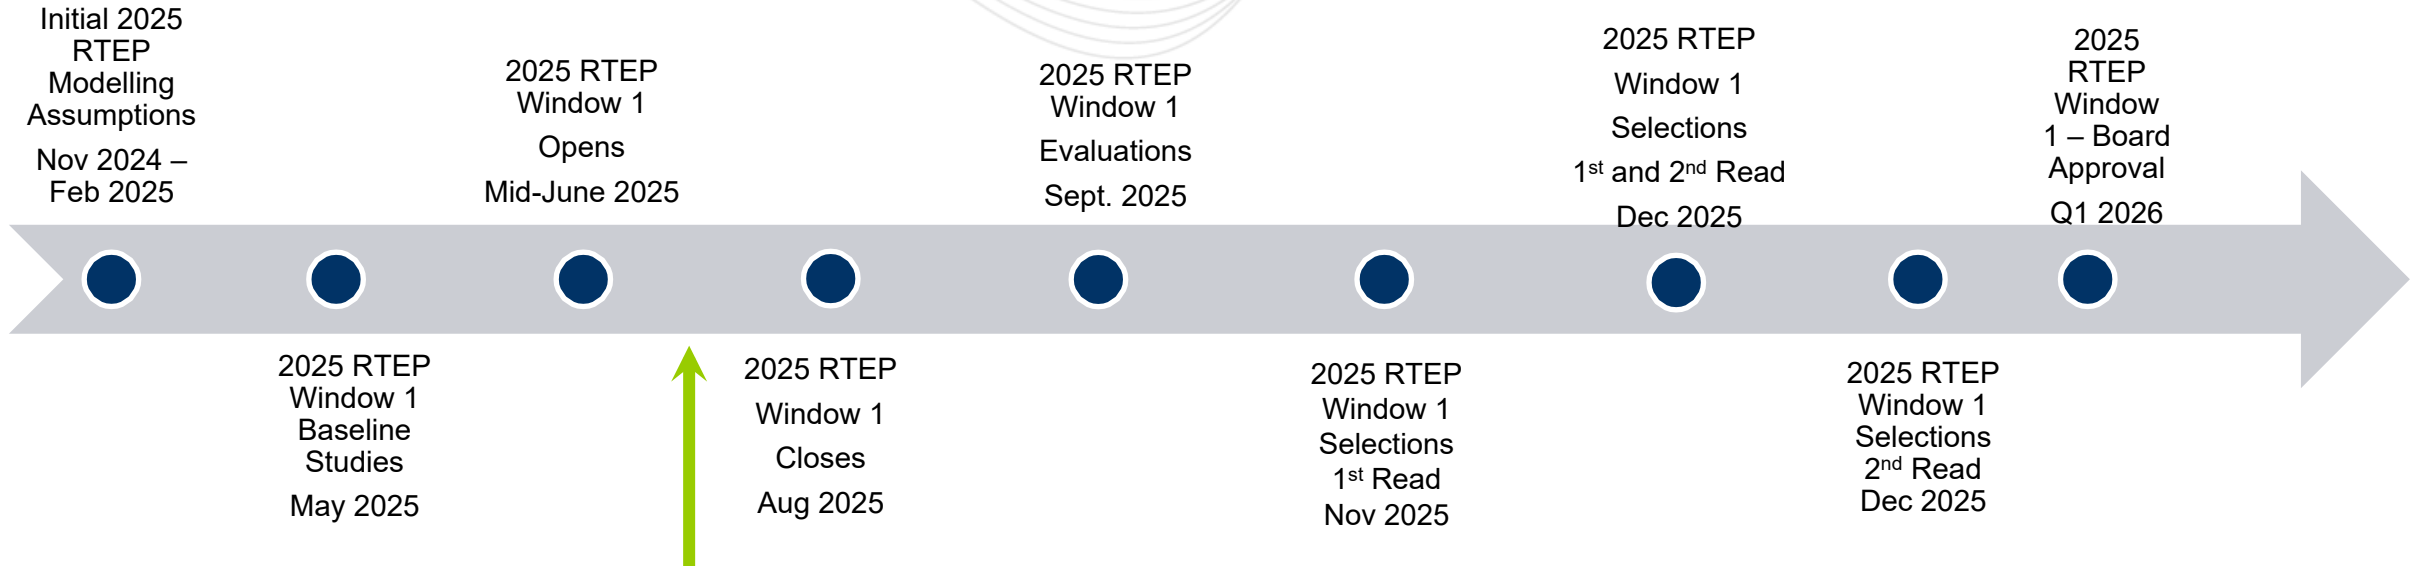 Initial 2025
RTEP
Modelling
Assumptions
Nov 2024 –
Feb 2025
2025 RTEP
Window 1
Baseline
Studies
May 2025
2025 RTEP
Window 1
Opens
Mid-June 2025
2025 RTEP
Window 1
Closes
Aug 2025
2025 RTEP
Window 1
Evaluations
Sept. 2025
2025 RTEP
Window 1
Selections
1st Read
Nov 2025
2025 RTEP
Window 1
Selections
1st and 2nd Read
Dec 2025
2025 RTEP
Window 1
Selections
2nd Read
Dec 2025
2025
RTEP
Window
1 – Board
Approval
Q1 2026